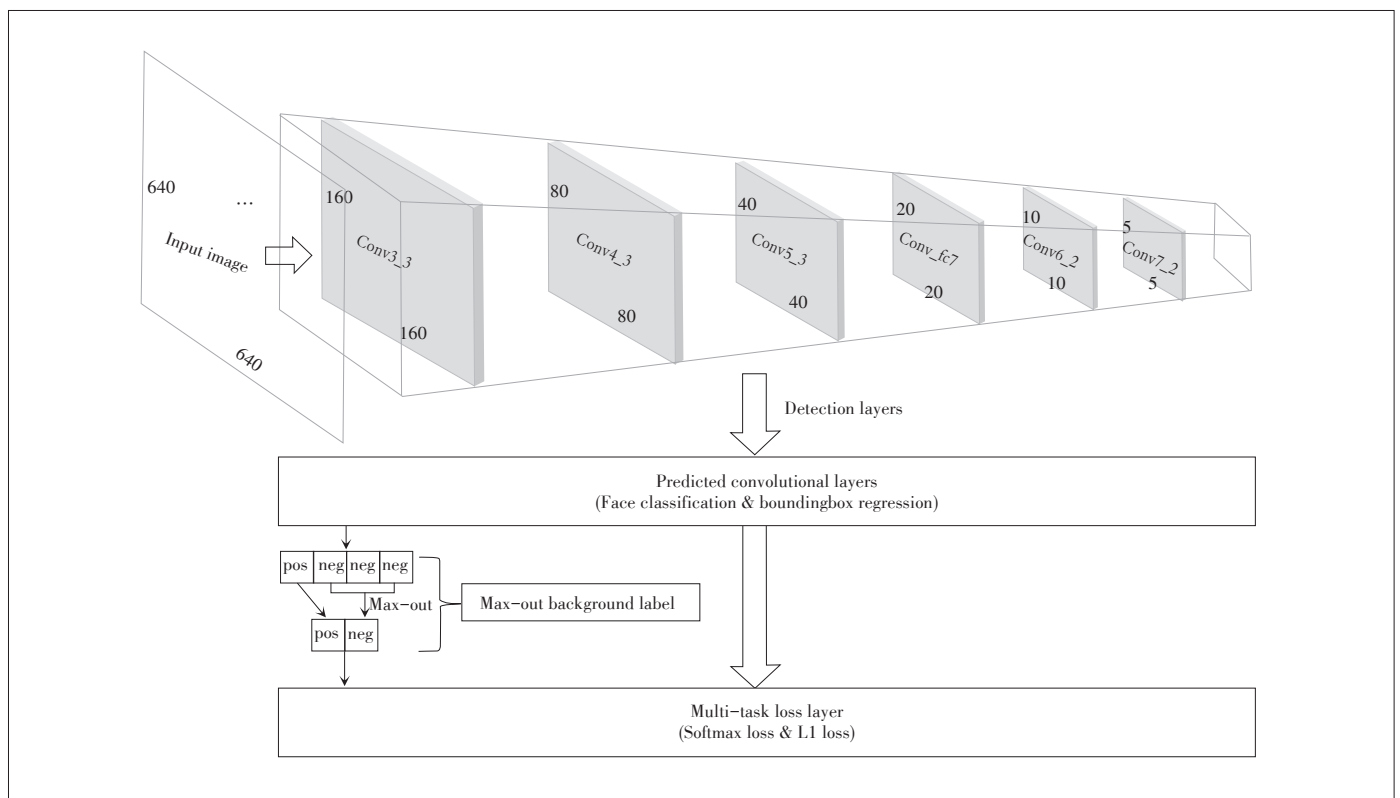 640
...
Input image
640
160
Conv3_3
160
80
Conv4_3
80
40
Conv5_3
40
20
Conv_fc7
20
10
Conv6_2
10
5
Conv7_2
5
Detection layers
Predicted convolutional layers
(Face classification & boundingbox regression)
pos neg neg neg
Max-out
Max-out background label
pos neg
Multi-task loss layer
(Softmax loss & L1 loss)